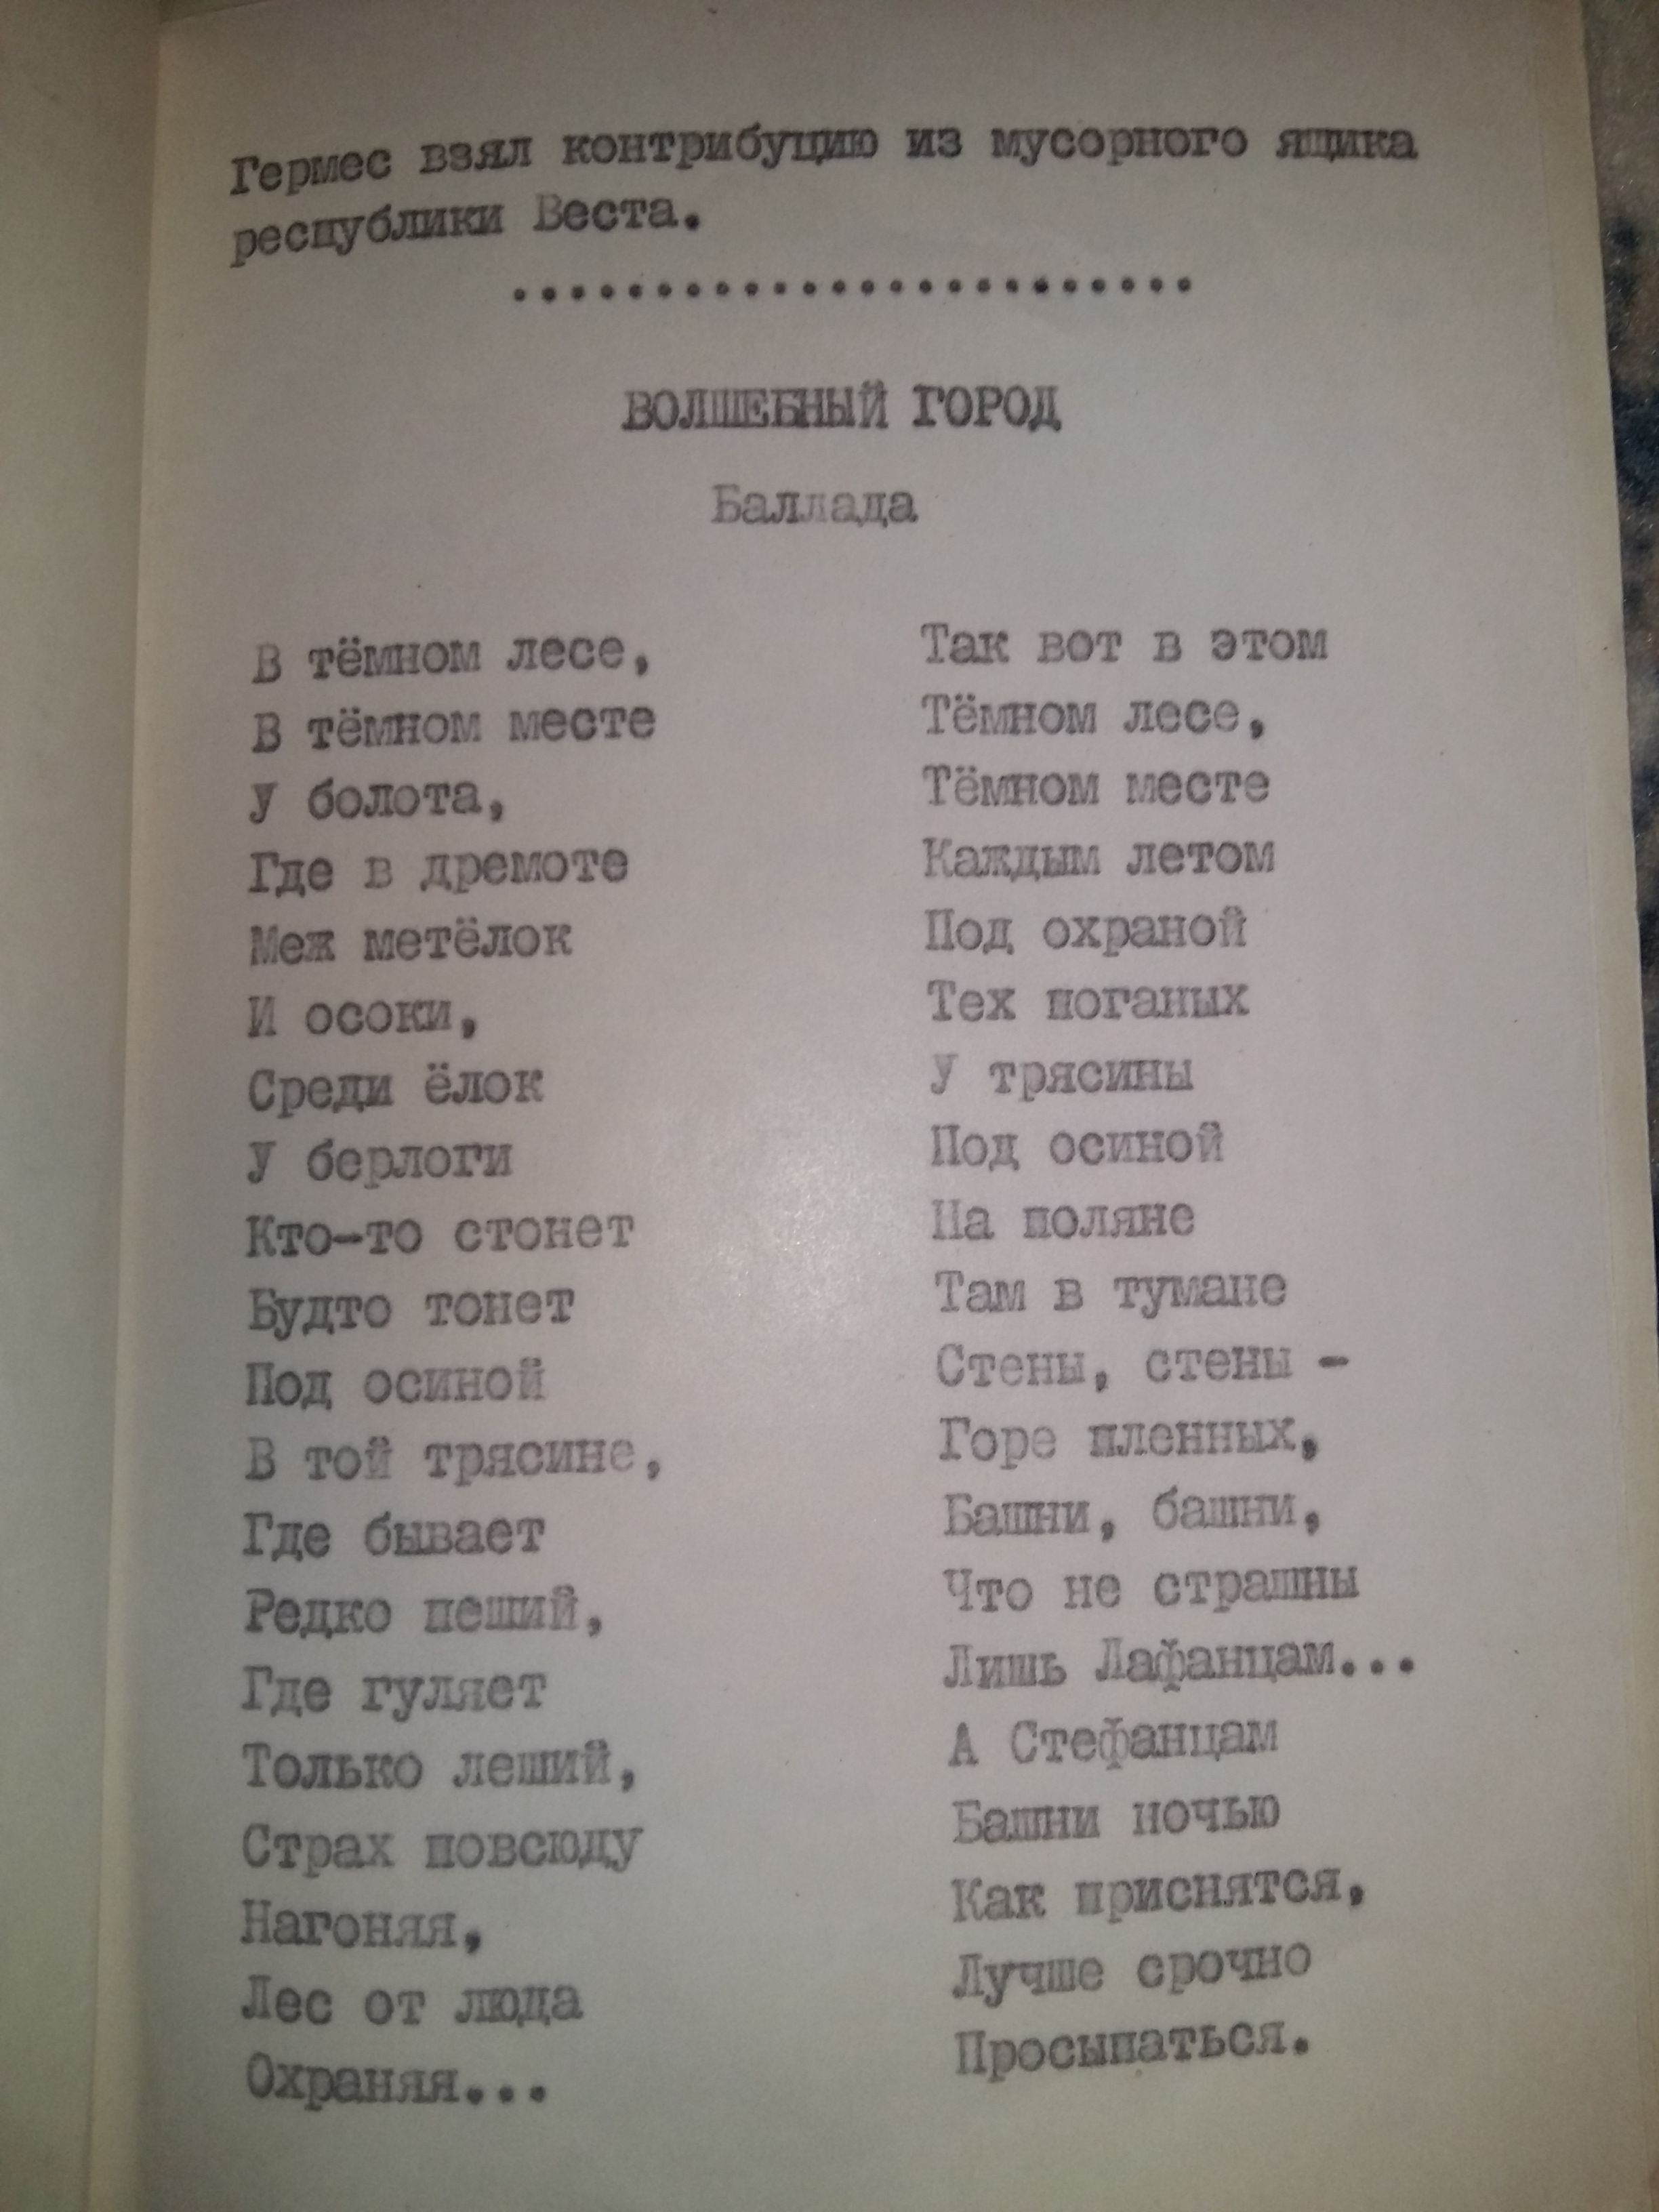 Гермес взял контрибуцию из мусорного ящика
республики Веста.
........................
ВОЛШЕБНЫЙ ГОРОД
Баллада
В тёмном лесе,
В тёмном месте
У болота,
Где в дремоте
Меж метёлок
И осоки,
Среди ёлок
У берлоги
Кто-то стонет
Будто тонет
Под осиной
В той трясине,
Где бывает
Редко пеший,
Где гуляет
Только леший,
Страх повсюду
Нагоняя,
Лес от люда
Охраняя...
Так вот в этом
Тёмном лесе,
Тёмном месте
Каждым летом
Под охраной
Тех поганых
У трясины
Под осиной
На поляне
Там в тумане
Стены, стены -
Горе пленных,
Башни, башни,
Что не страшны
Лишь Лафанцам...
А Стефанцам
Башни ночью
Как приснятся,
Лучше срочно
Просыпаться.